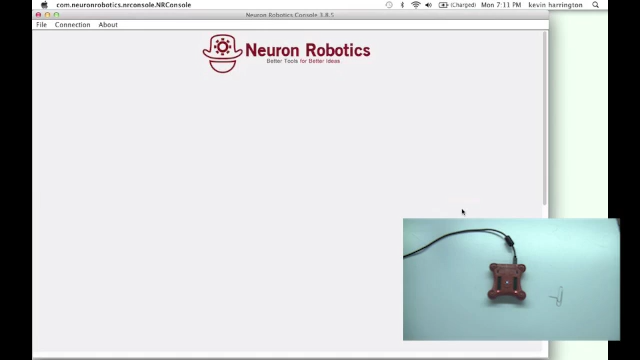 com.neuronrobotics.nrconsole.NRConsole
(Charged) Mon 7:11 PM kevin harrington
Neuron Robotics Console 3.8.5
File Connection About
Neuron Robotics
Better Tools for Better Ideas